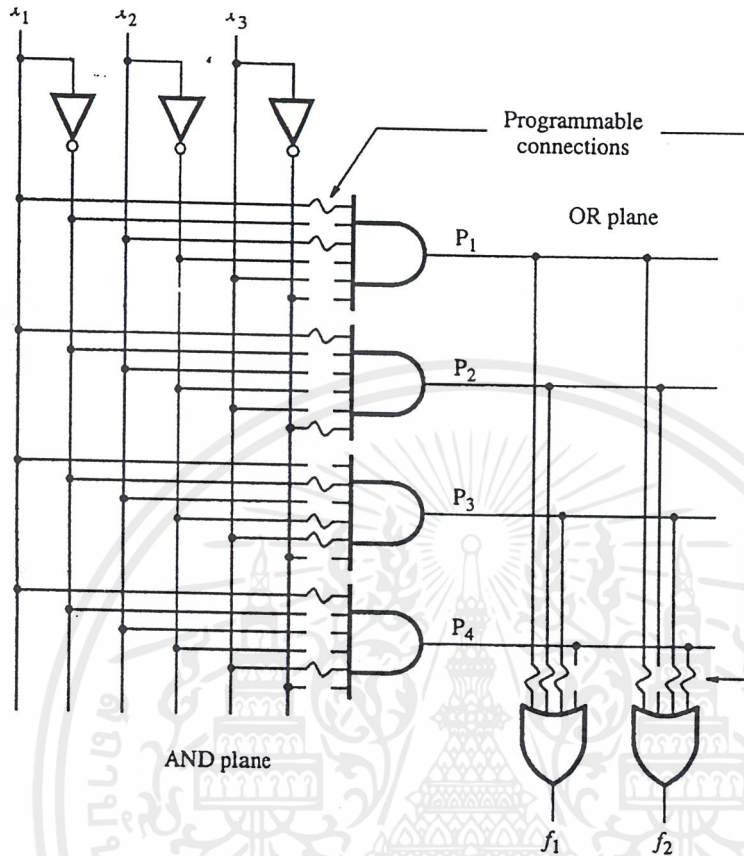 x₁ x₂ x₃
Programmable
connections
OR plane
P₁
P₂
P₃
P₄
AND plane
f₁ f₂